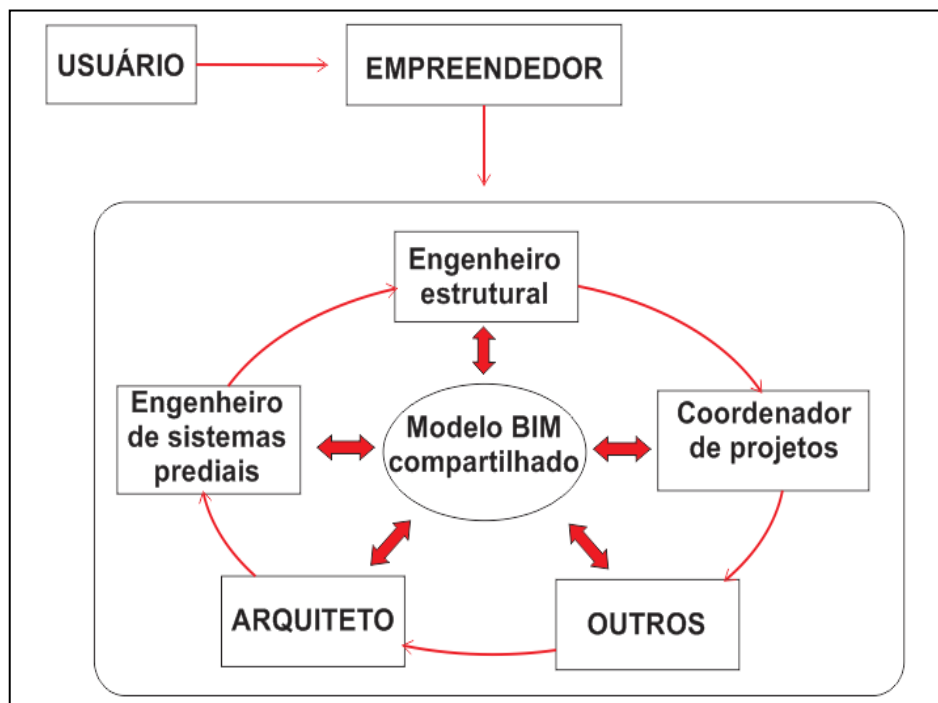 USUÁRIO
EMPREENDEDOR
Engenheiro
estrutural
Engenheiro
de sistemas
prediais
Modelo BIM
compartilhado
Coordenador
de projetos
ARQUITETO
OUTROS